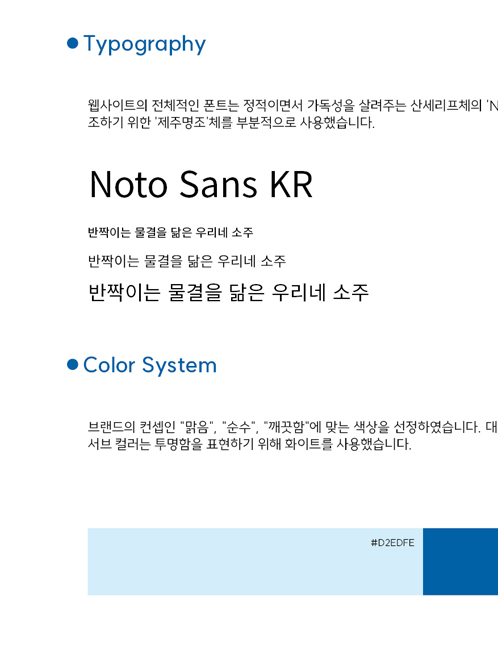 Typography
웹사이트의 전체적인 폰트는 정적이면서 가독성을 살려주는 산세리프체의 'N
조하기 위한 '제주명조'체를 부분적으로 사용했습니다.
Noto Sans KR
반짝이는 물결을 닮은 우리네 소주
반짝이는 물결을 닮은 우리네 소주
반짝이는 물결을 닮은 우리네 소주
Color System
브랜드의 컨셉인 "맑음", "순수", "깨끗함"에 맞는 색상을 선정하였습니다. 대
서브 컬러는 투명함을 표현하기 위해 화이트를 사용했습니다.
#D2EDFE